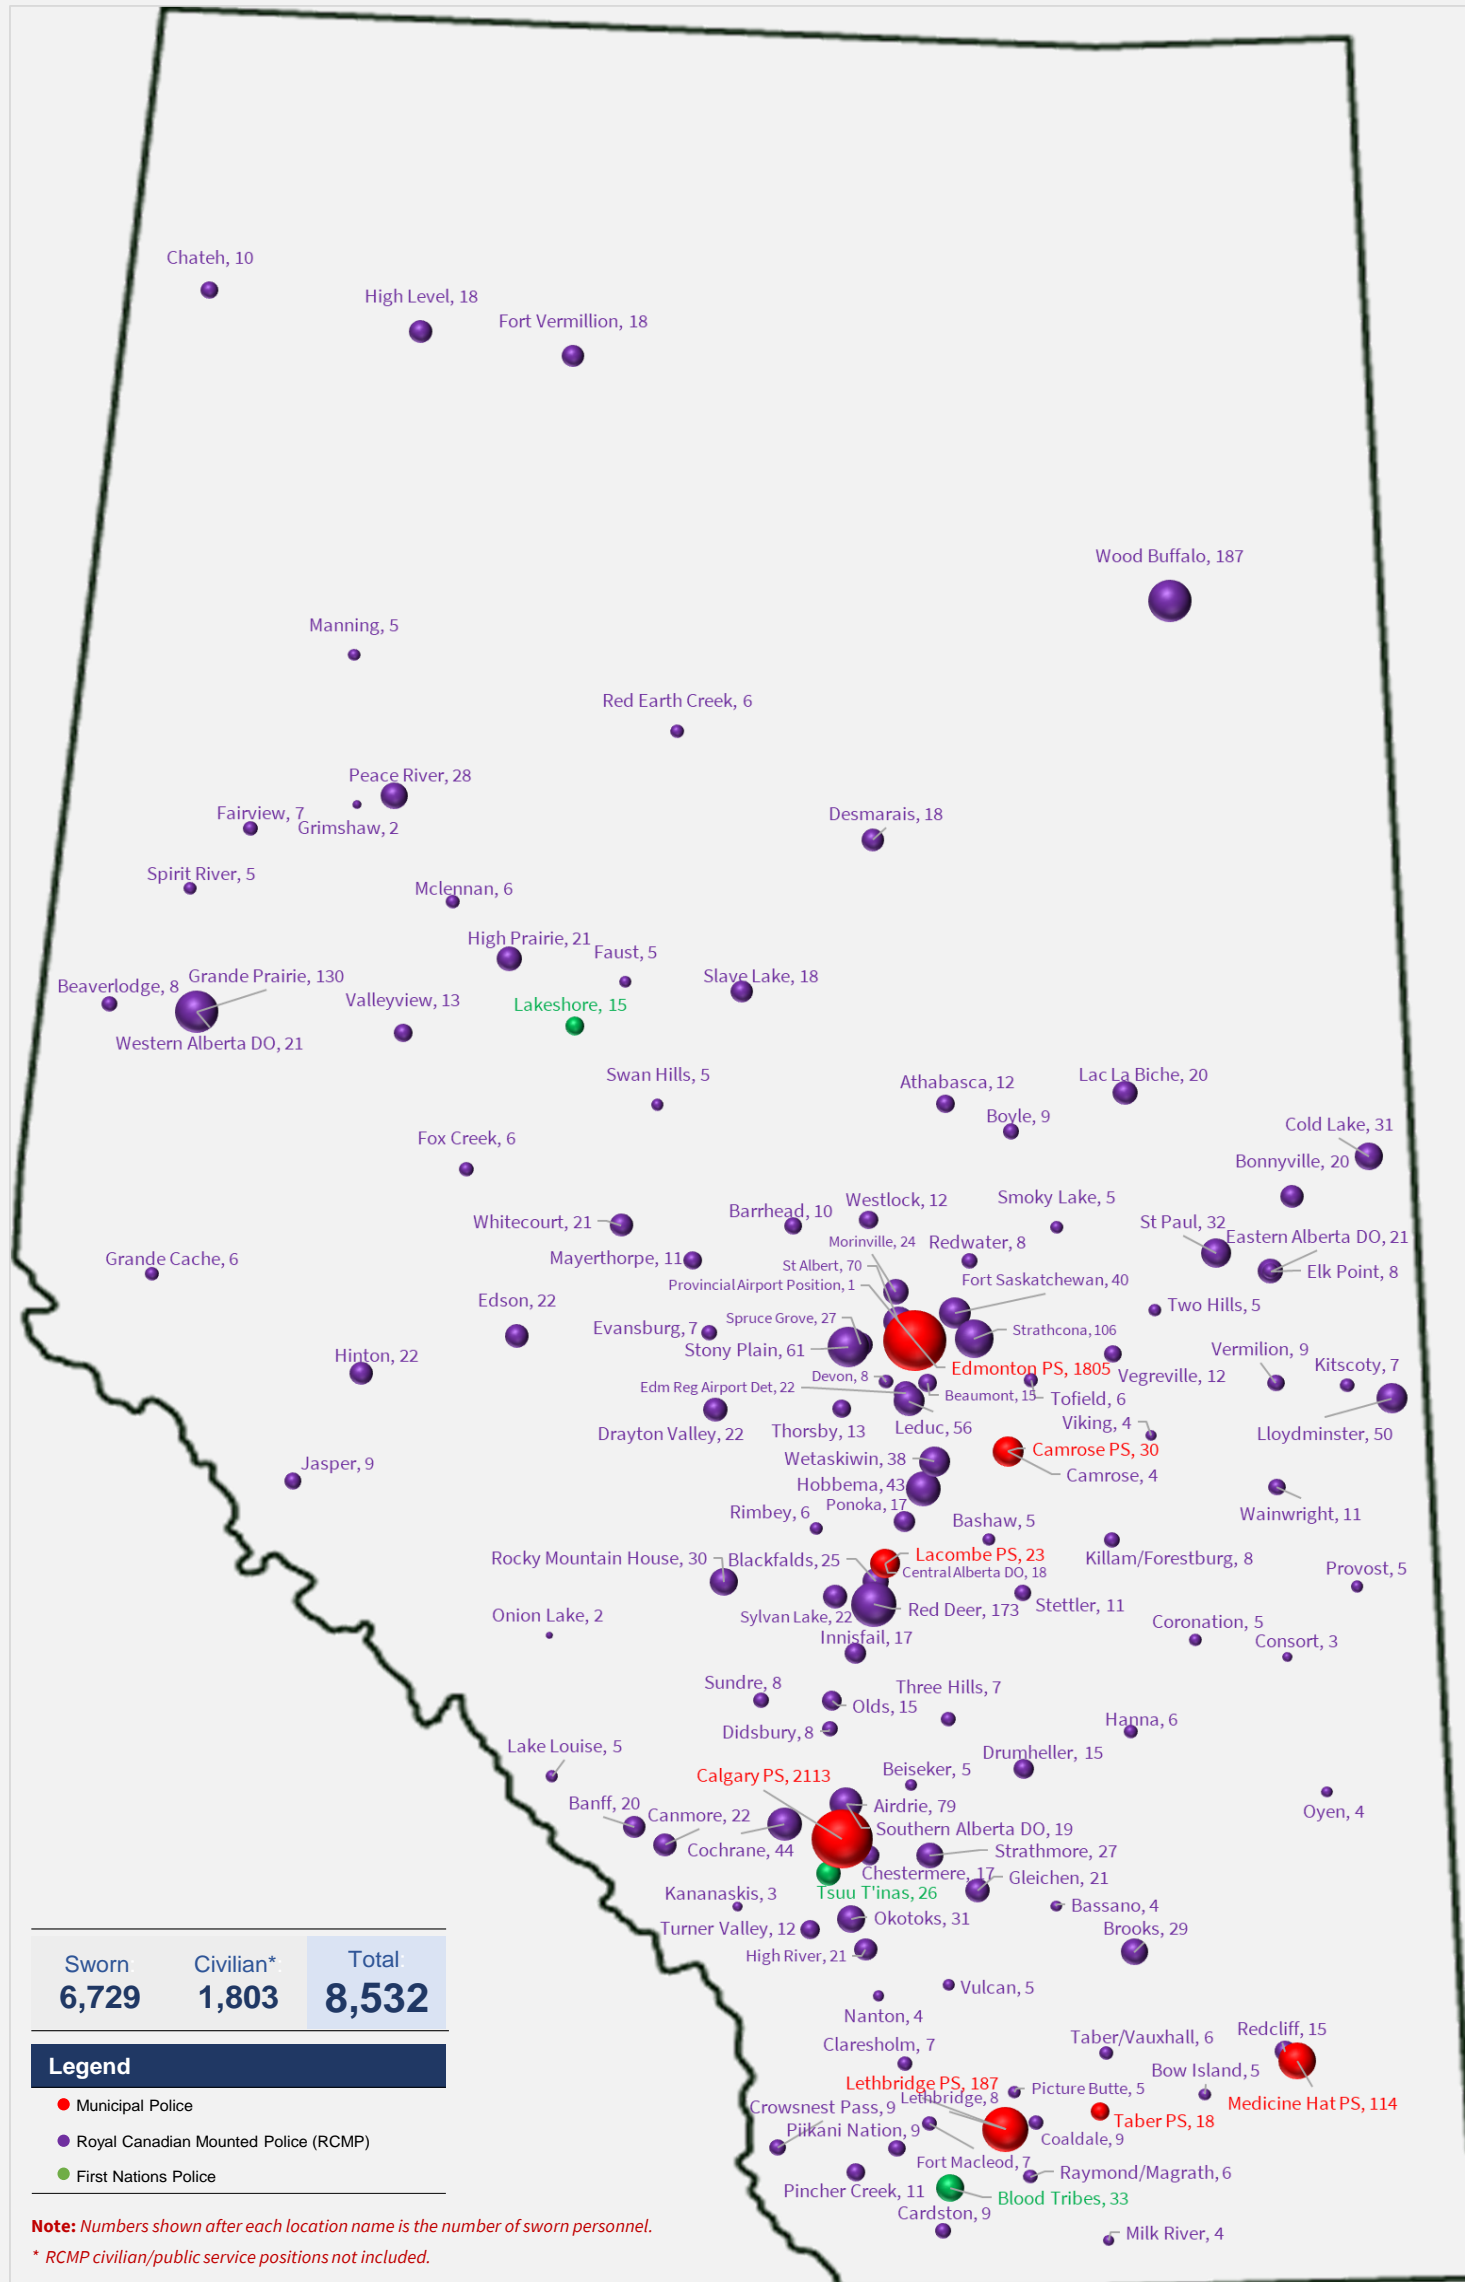 Chateh, 10
High Level, 18
Fort Vermillion, 18
Wood Buffalo, 187
Manning, 5
Red Earth Creek, 6
Peace River, 28
Fairview, 7
Grimshaw, 2
Desmarais, 18
Spirit River, 5
Mclennan, 6
High Prairie, 21
Faust, 5
Beaverlodge, 8
Grande Prairie, 130
Valleyview, 13
Lakeshore, 15
Slave Lake, 18
Western Alberta DO, 21
Swan Hills, 5
Athabasca, 12
Lac La Biche, 20
Boyle, 9
Cold Lake, 31
Fox Creek, 6
Bonnyville, 20
Whitecourt, 21
Barrhead, 10
Westlock, 12
Smoky Lake, 5
St Paul, 32
Eastern Alberta DO, 21
Morinville, 24
Redwater, 8
Grande Cache, 6
Mayerthorpe, 11
St Albert, 70
Elk Point, 8
Provincial Airport Position, 1
Fort Saskatchewan, 40
Edson, 22
Two Hills, 5
Spruce Grove, 27
Evansburg, 7
Strathcona, 106
Stony Plain, 61
Vermilion, 9
Hinton, 22
Edmonton PS, 1805
Kitscoty, 7
Devon, 8
Vegreville, 12
Edm Reg Airport Det, 22
Beaumont, 15
Tofield, 6
Drayton Valley, 22
Thorsby, 13
Leduc, 56
Viking, 4
Lloydminster, 50
Camrose PS, 30
Wetaskiwin, 38
Jasper, 9
Camrose, 4
Hobbema, 43
Ponoka, 17
Rimbey, 6
Bashaw, 5
Wainwright, 11
Rocky Mountain House, 30
Blackfalds, 25
Lacombe PS, 23
Killam/Forestburg, 8
Central Alberta DO, 18
Provost, 5
Onion Lake, 2
Sylvan Lake, 22
Red Deer, 173
Stettler, 11
Innisfail, 17
Coronation, 5
Consort, 3
Sundre, 8
Olds, 15
Three Hills, 7
Didsbury, 8
Hanna, 6
Lake Louise, 5
Drumheller, 15
Calgary PS, 2113
Beiseker, 5
Banff, 20
Canmore, 22
Airdrie, 79
Oyen, 4
Southern Alberta DO, 19
Cochrane, 44
Strathmore, 27
Chestermere, 17
Gleichen, 21
Kananaskis, 3
Tsuu T'inas, 26
Bassano, 4
Turner Valley, 12
Okotoks, 31
Brooks, 29
High River, 21
Vulcan, 5
Nanton, 4
Claresholm, 7
Taber/Vauxhall, 6
Redcliff, 15
Lethbridge PS, 187
Picture Butte, 5
Bow Island, 5
Medicine Hat PS, 114
Crowsnest Pass, 9
Lethbridge, 8
Taber PS, 18
Piikani Nation, 9
Coaldale, 9
Fort Macleod, 7
Raymond/Magrath, 6
Pincher Creek, 11
Blood Tribes, 33
Cardston, 9
Milk River, 4
Sworn Civilian* Total
6,729 1,803 8,532
Legend
Municipal Police
Royal Canadian Mounted Police (RCMP)
First Nations Police
Note: Numbers shown after each location name is the number of sworn personnel.
* RCMP civilian/public service positions not included.